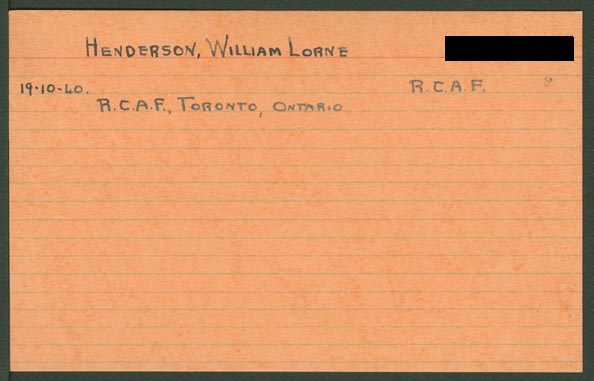 HENDERSON, WILLIAM LORNE
19-10-40. R.C.A.F.
R.C.A.F., TORONTO, ONTARIO